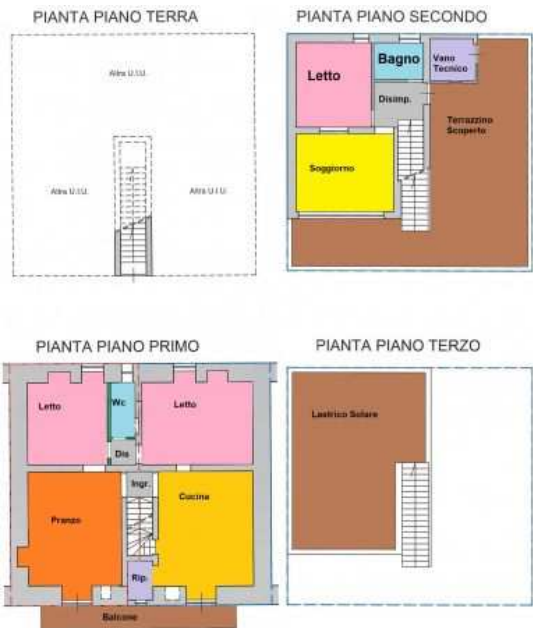 PIANTA PIANO TERRA
Altra U.I.U.
Altra U.I.U.
Altra U.I.U.
PIANTA PIANO SECONDO
Letto
Bagno
Vano
Tecnico
Disimp.
Terrazzino
Scoperto
Soggiorno
PIANTA PIANO PRIMO
Letto
Wc
Letto
Dis
Ingr.
Pranzo
Cucina
Rip.
Balcone
PIANTA PIANO TERZO
Lastrico Solare